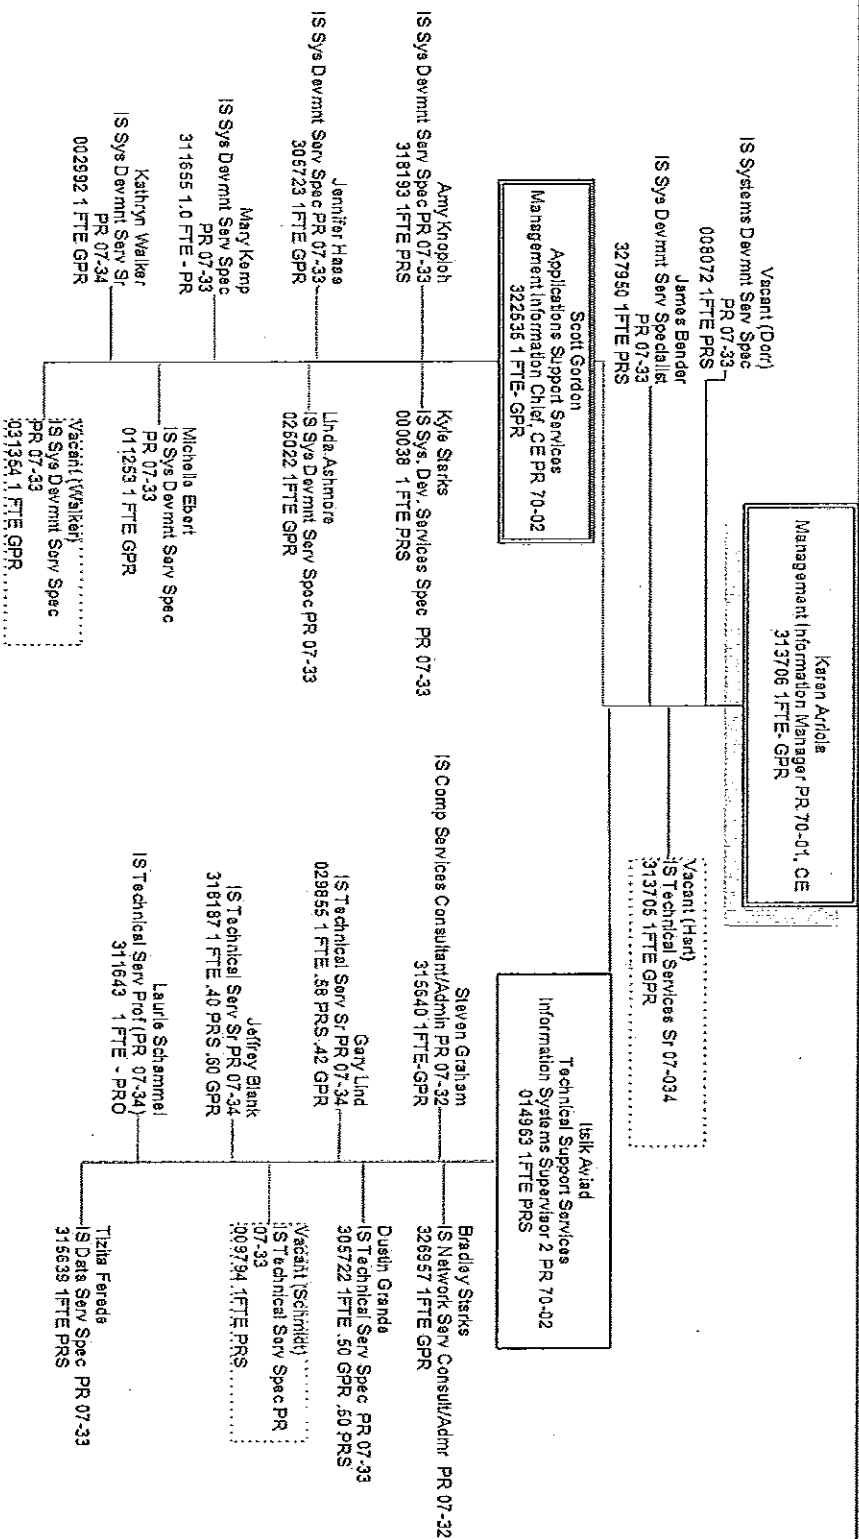 Karen Arriola
Management Information Manager PR 70-01, CE
313706 1FTE- GPR
Vacant (Dorr)
IS Systems Devmnt Serv Spec
PR 07-33
008072 1FTE PRS
James Bender
IS Sys Devmnt Serv Specialist
PR 07-33
327950 1FTE PRS
Vacant (Hart)
IS Technical Services Sr 07-034
313705 1FTE GPR
Scott Gordon
Applications Support Services
Management Information Chief, CE PR 70-02
322635 1 FTE- GPR
Amy Knopioh
IS Sys Devmnt Serv Spec PR 07-33
318193 1FTE PRS
Kyle Starks
IS Sys. Dev. Services Spec PR 07-33
000038 1 FTE PRS
Jennifer Hase
IS Sys Devmnt Serv Spec PR 07-33
305723 1FTE GPR
Linda Ashmore
IS Sys Devmnt Serv Spec PR 07-33
026022 1FTE GPR
Mary Kemp
IS Sys Devmnt Serv Spec
PR 07-33
311655 1.0 FTE - PR
Michelle Ebert
IS Sys Devmnt Serv Spec
PR 07-33
011253 1 FTE GPR
Kathryn Walker
IS Sys Devmnt Serv Sr
PR 07-34
002992 1 FTE GPR
Vacant (Walker)
IS Sys Devmnt Serv Spec
PR 07-33
031354 1 FTE GPR
Itsik Aviad
Technical Support Services
Information Systems Supervisor 2 PR 70-02
014963 1FTE PRS
Steven Graham
IS Comp Services Consultant/Admin PR 07-32
315640 1FTE-GPR
Bradley Starks
IS Network Serv Consult/Admr PR 07-32
326957 1FTE GPR
Gary Lind
IS Technical Serv Sr PR 07-34
029855 1 FTE .58 PRS .42 GPR
Dustin Grande
IS Technical Serv Spec PR 07-33
305722 1FTE .50 GPR .50 PRS
Jeffrey Blank
IS Technical Serv Sr PR 07-34
318187 1 FTE .40 PRS .60 GPR
Vacant (Schmidt)
IS Technical Serv Spec PR
07-33
009794 1FTE PRS
Laurie Schammel
IS Technical Serv Prof (PR 07-34)
311643 1 FTE - PRO
Tizita Ferede
IS Data Serv Spec PR 07-33
315639 1FTE PRS